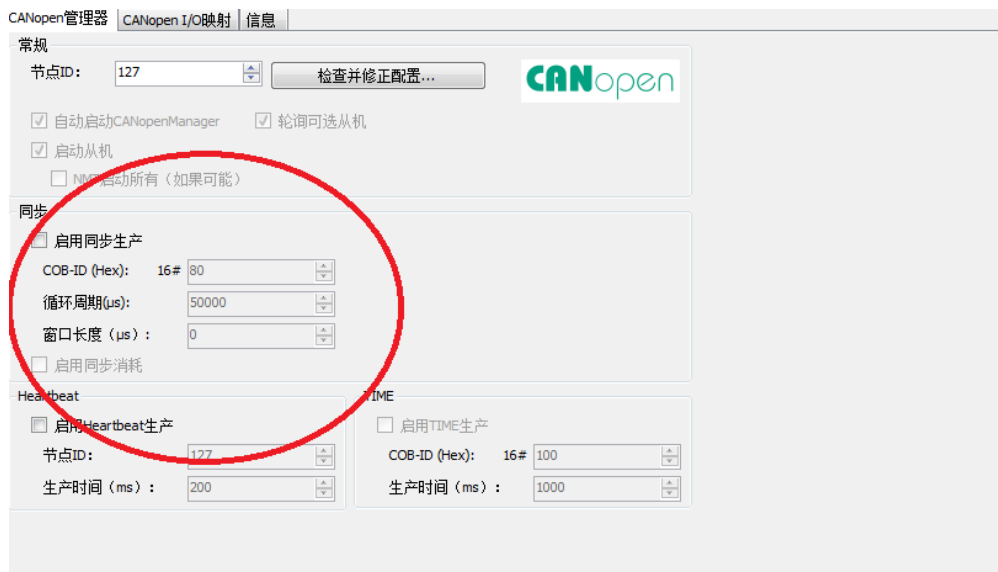 CANopen管理器 CANopen I/O映射 信息
常规
节点ID: 127 检查并修正配置... CANopen
自动启动CANopenManager 轮询可选从机
启动从机
NMT启动所有（如果可能）
同步
启用同步生产
COB-ID (Hex): 16# 80
循环周期(μs): 50000
窗口长度（μs）: 0
启用同步消耗
Heartbeat TIME
启用Heartbeat生产 启用TIME生产
节点ID: 127 COB-ID (Hex): 16# 100
生产时间（ms）: 200 生产时间（ms）: 1000